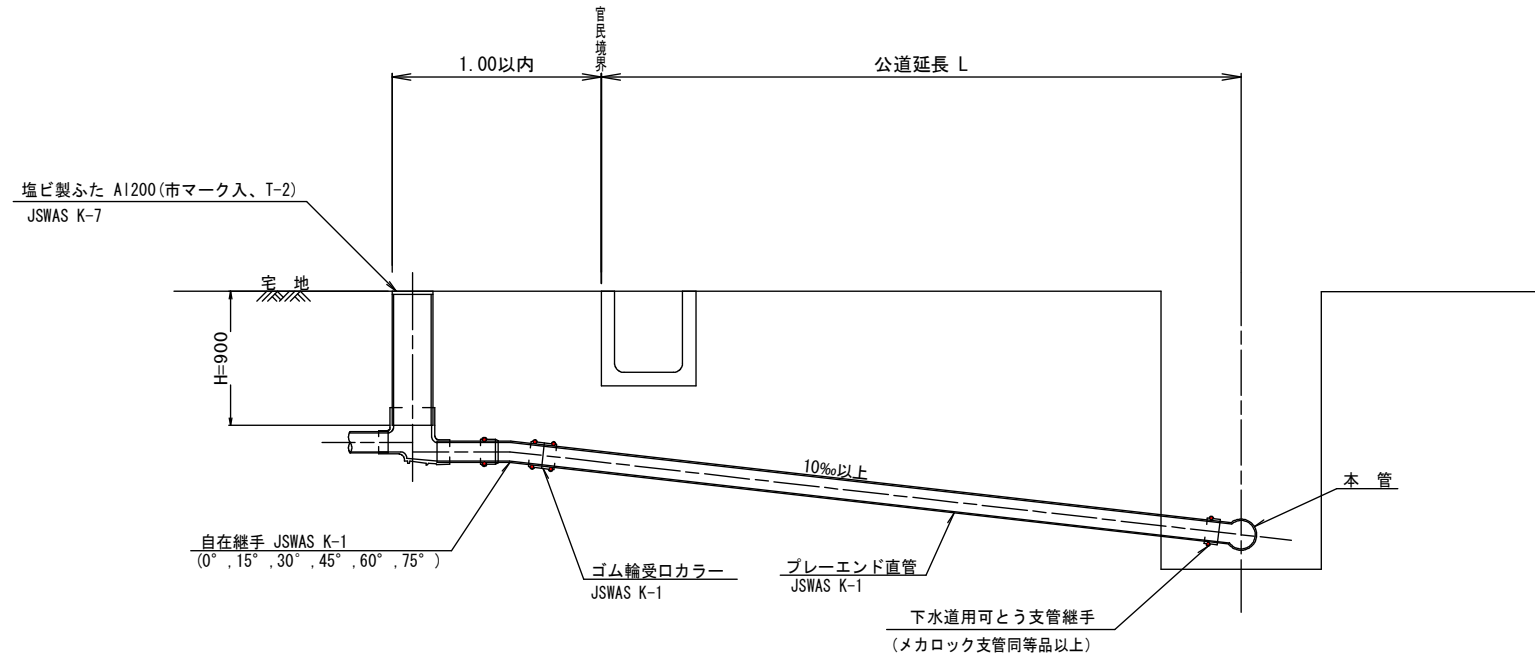 官民境界
1.00以内
公道延長 L
塩ビ製ふた AI200(市マーク入、T-2)
JSWAS K-7
宅 地
H=900
10‰以上
本 管
自在継手 JSWAS K-1
(0°,15°,30°,45°,60°,75°)
ゴム輪受口カラー
JSWAS K-1
プレーエンド直管
JSWAS K-1
下水道用可とう支管継手
(メカロック支管同等品以上)